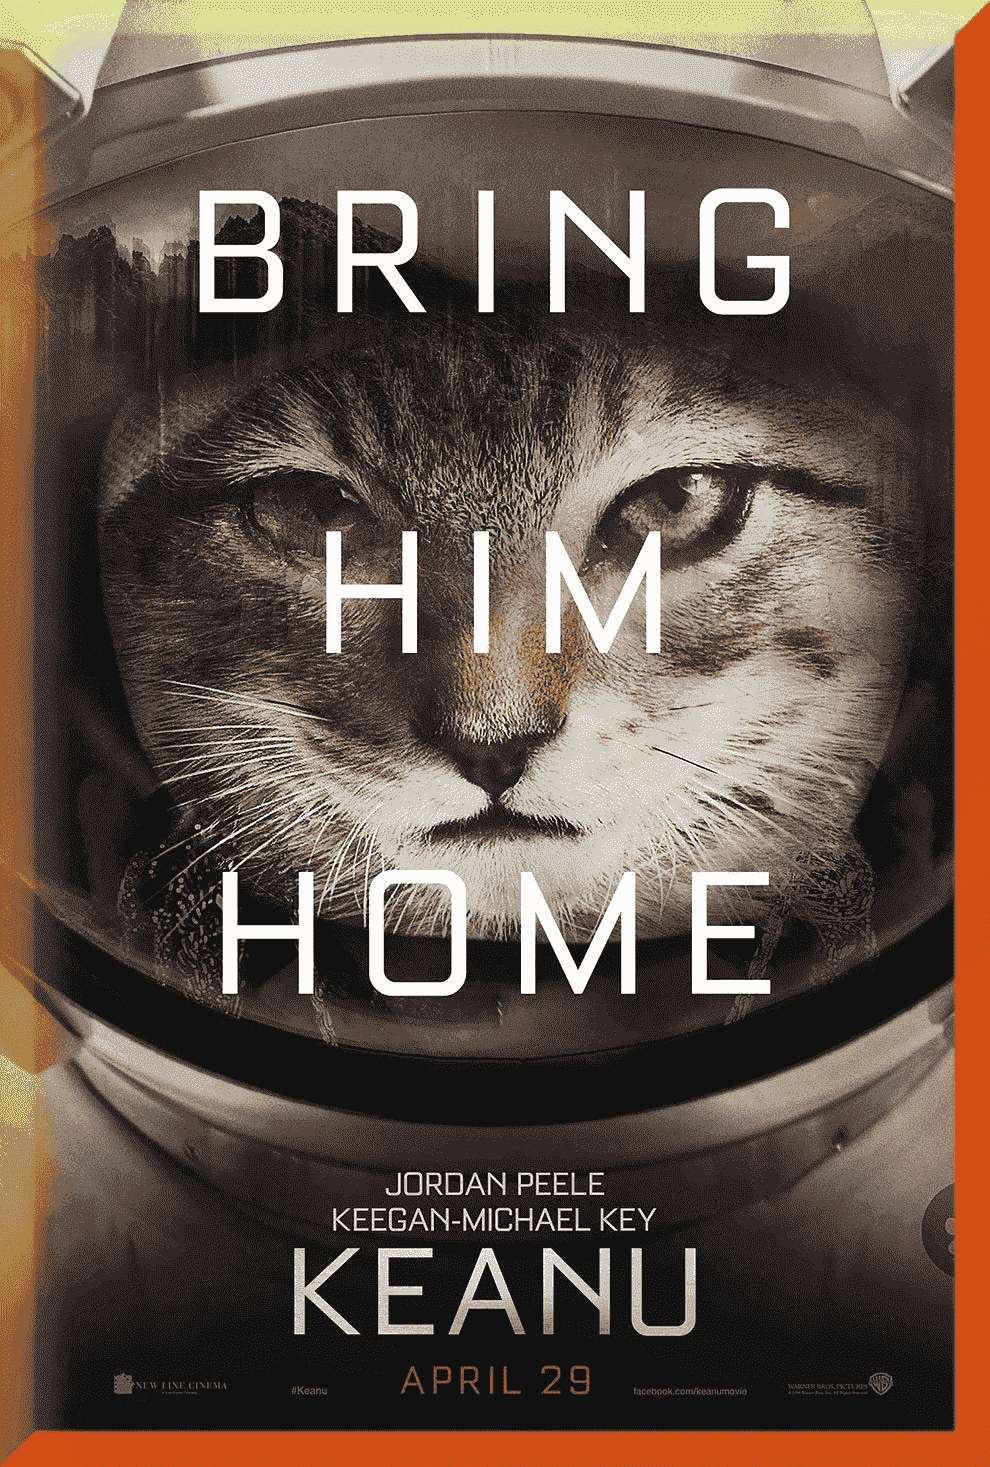 BRING
HIM
HOME
JORDAN PEELE
KEEGAN-MICHAEL KEY
KEANU
APRIL 29
NEW LINE CINEMA
#Keanu
facebook.com/keanumovie
WARNER BROS. PICTURES